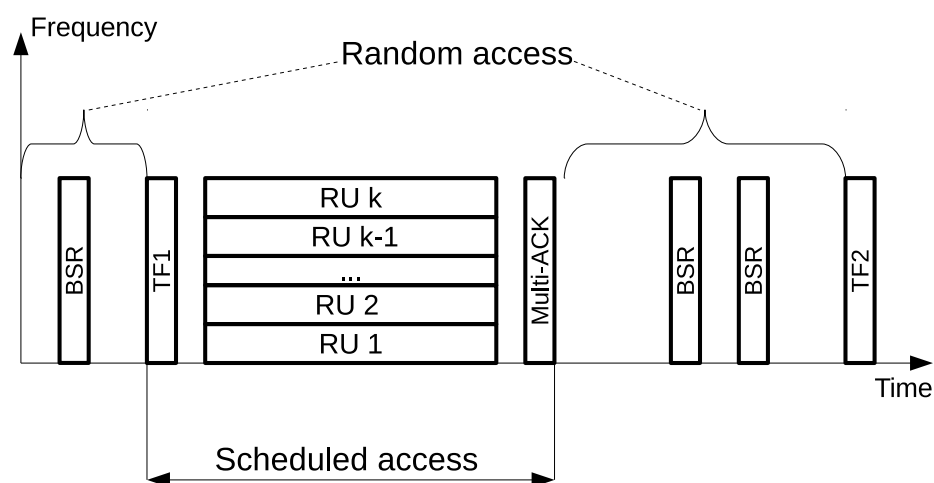 Frequency
Random access
BSR
TF1
RU k
RU k-1
...
RU 2
RU 1
Multi-ACK
BSR
BSR
TF2
Time
Scheduled access